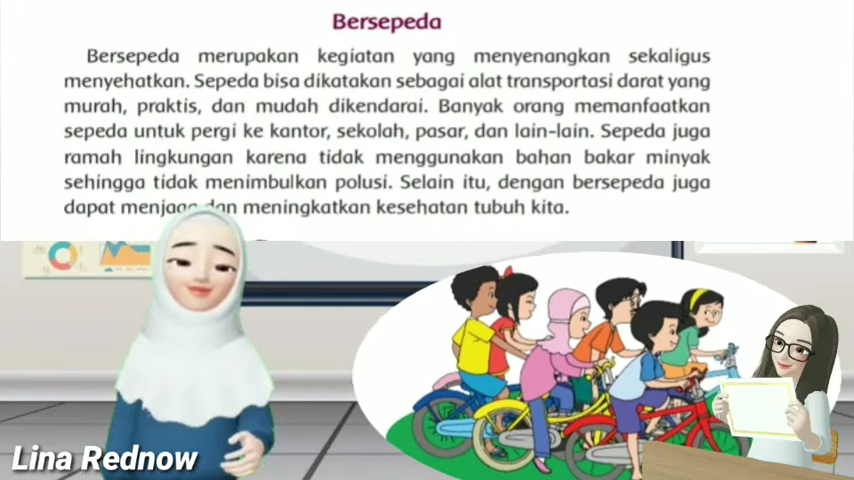 Bersepeda
Bersepeda merupakan kegiatan yang menyenangkan sekaligus
menyehatkan. Sepeda bisa dikatakan sebagai alat transportasi darat yang
murah, praktis, dan mudah dikendarai. Banyak orang memanfaatkan
sepeda untuk pergi ke kantor, sekolah, pasar, dan lain-lain. Sepeda juga
ramah lingkungan karena tidak menggunakan bahan bakar minyak
sehingga tidak menimbulkan polusi. Selain itu, dengan bersepeda juga
dapat menjaga dan meningkatkan kesehatan tubuh kita.
Lina Rednow